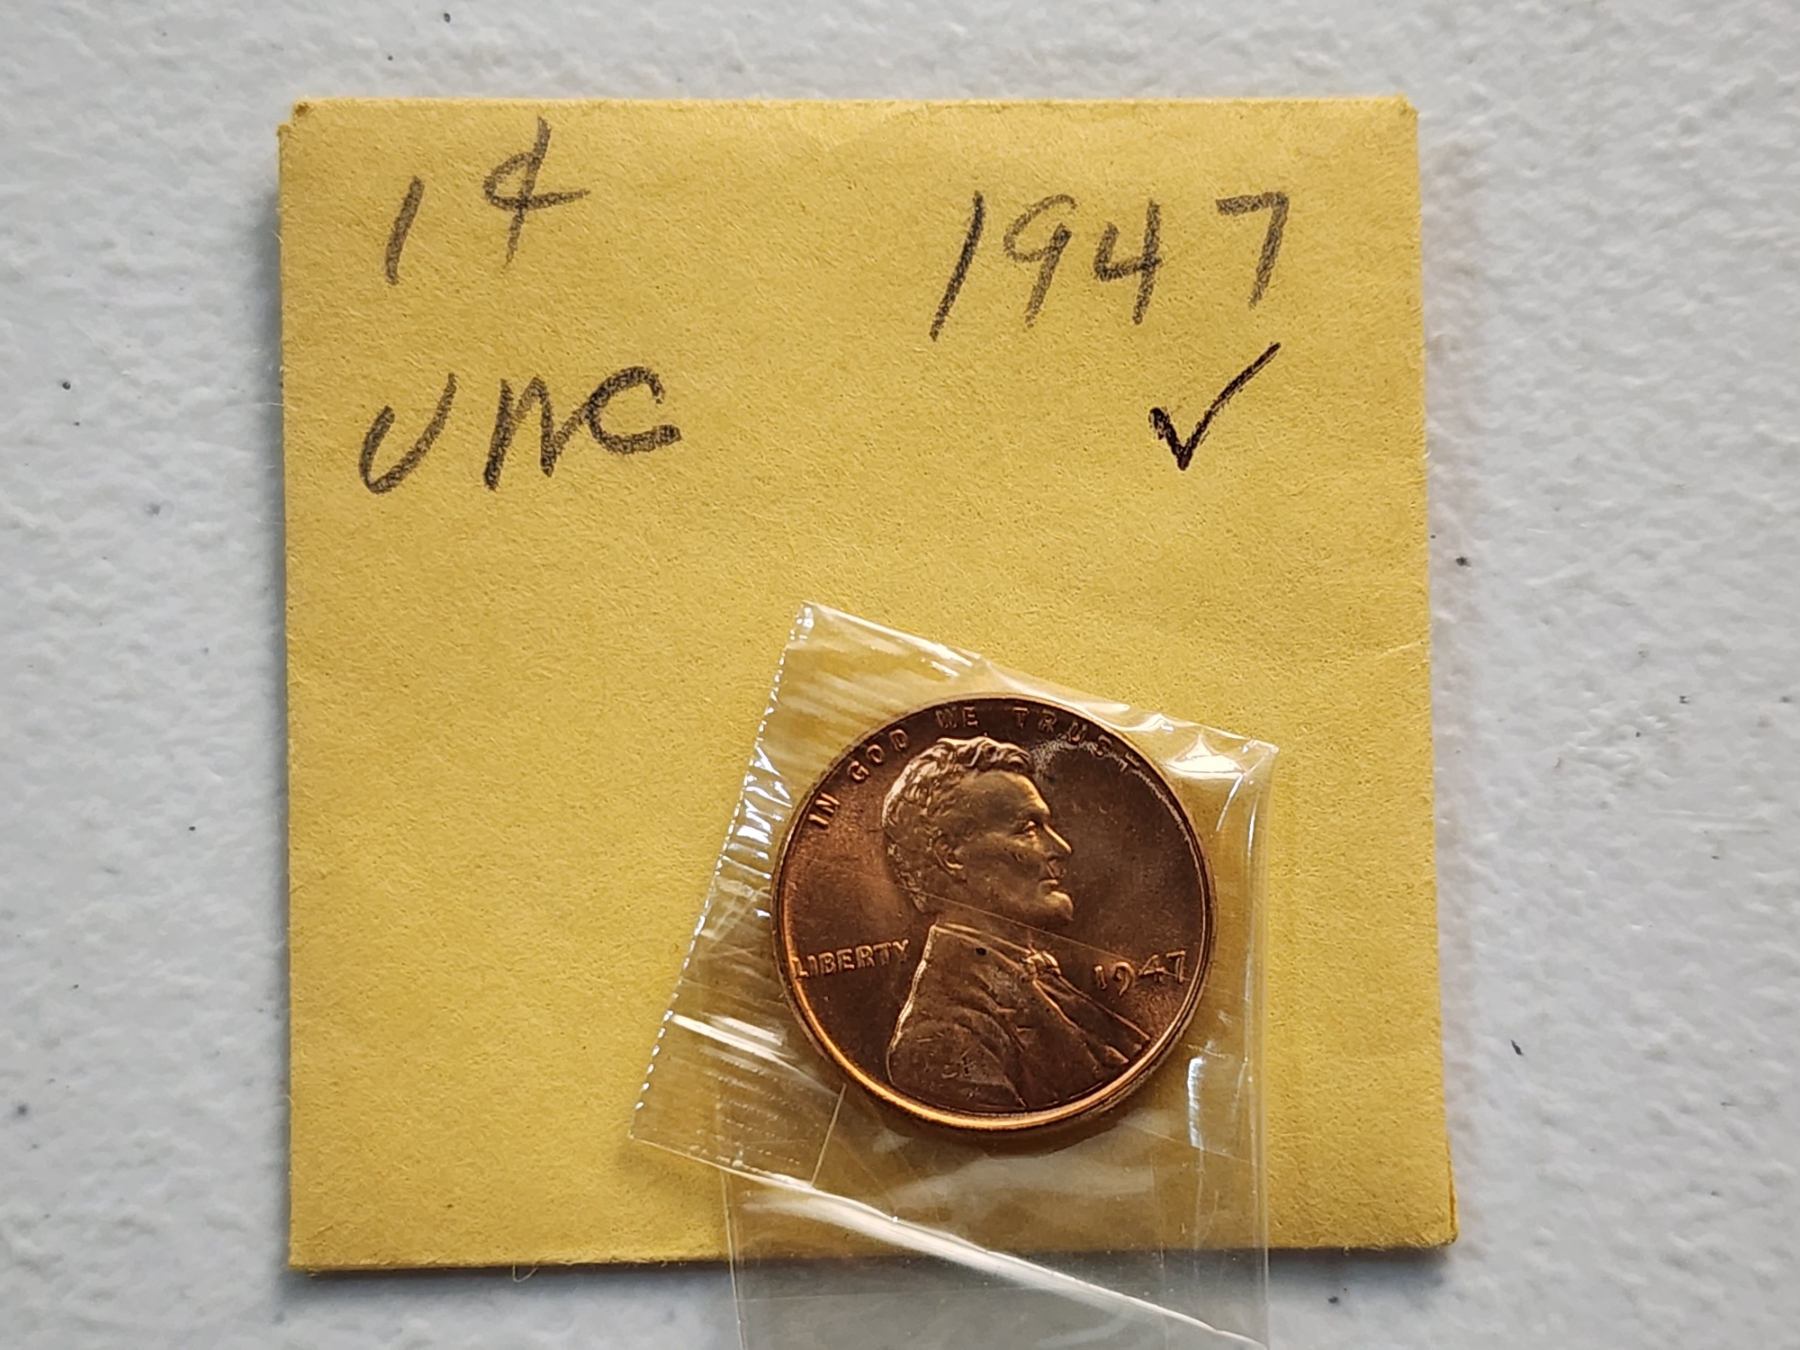 1¢ 1947
UNC ✓
IN GOD WE TRUST
LIBERTY 1947